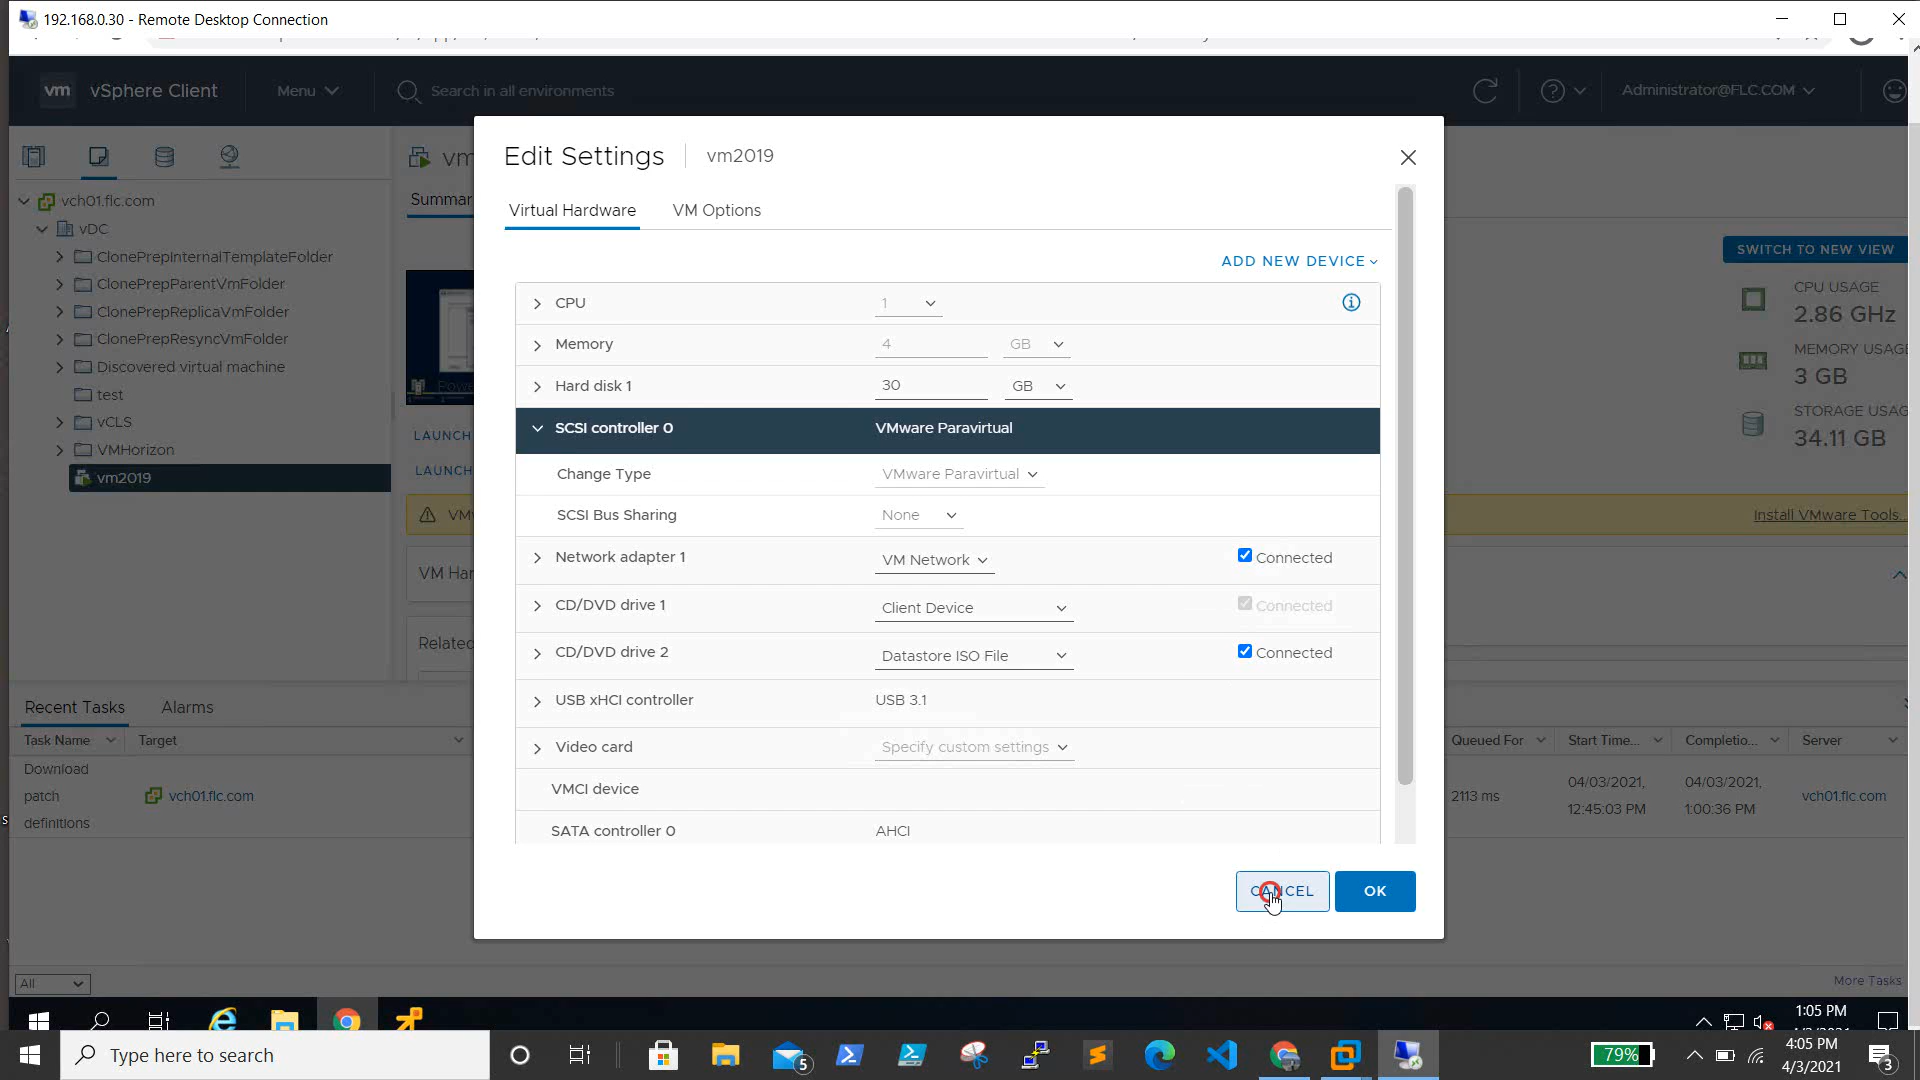 192.168.0.30 - Remote Desktop Connection
vm vSphere Client Menu Search in all environments Administrator@FLC.COM
Edit Settings vm2019
vch01.flc.com
vDC
ClonePrepInternalTemplateFolder
ClonePrepParentVmFolder
ClonePrepReplicaVmFolder
ClonePrepResyncVmFolder
Discovered virtual machine
test
vCLS
VMHorizon
vm2019
vm
Summar
Powe
LAUNCH
LAUNCH
VM Har
Related
Virtual Hardware VM Options
ADD NEW DEVICE
CPU 1
Memory 4 GB
Hard disk 1 30 GB
SCSI controller 0 VMware Paravirtual
Change Type VMware Paravirtual
SCSI Bus Sharing None
Network adapter 1 VM Network Connected
CD/DVD drive 1 Client Device Connected
CD/DVD drive 2 Datastore ISO File Connected
USB xHCI controller USB 3.1
Video card Specify custom settings
VMCI device
SATA controller 0 AHCI
CANCEL OK
SWITCH TO NEW VIEW
CPU USAGE
2.86 GHz
MEMORY USAG
3 GB
STORAGE USAG
34.11 GB
Install VMware Tools...
Recent Tasks Alarms
Task Name Target Queued For Start Time... Completio... Server
Download
patch
definitions
vch01.flc.com 2113 ms
04/03/2021,
12:45:03 PM
04/03/2021,
1:00:36 PM
vch01.flc.com
All More Tasks
1:05 PM
Type here to search
5
79%
4:05 PM
4/3/2021
3